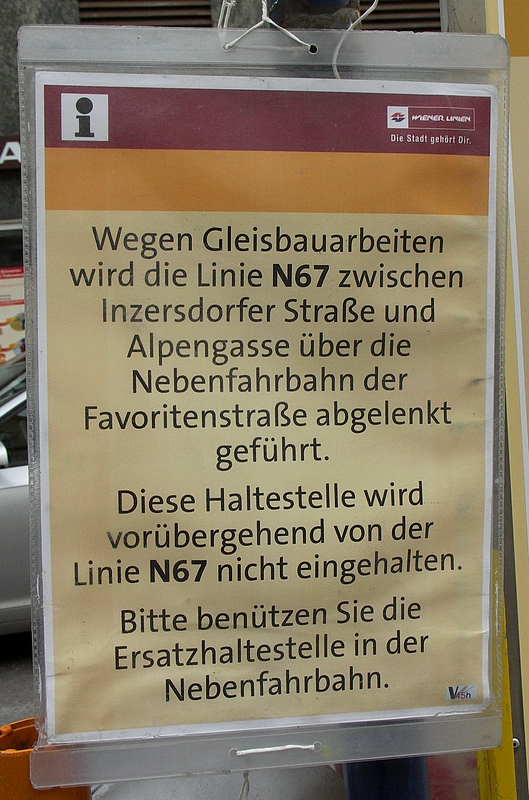 A
i
WIENER LINIEN
Die Stadt gehört Dir.
Wegen Gleisbauarbeiten
wird die Linie N67 zwischen
Inzersdorfer Straße und
Alpengasse über die
Nebenfahrbahn der
Favoritenstraße abgelenkt
geführt.
Diese Haltestelle wird
vorübergehend von der
Linie N67 nicht eingehalten.
Bitte benützen Sie die
Ersatzhaltestelle in der
Nebenfahrbahn.